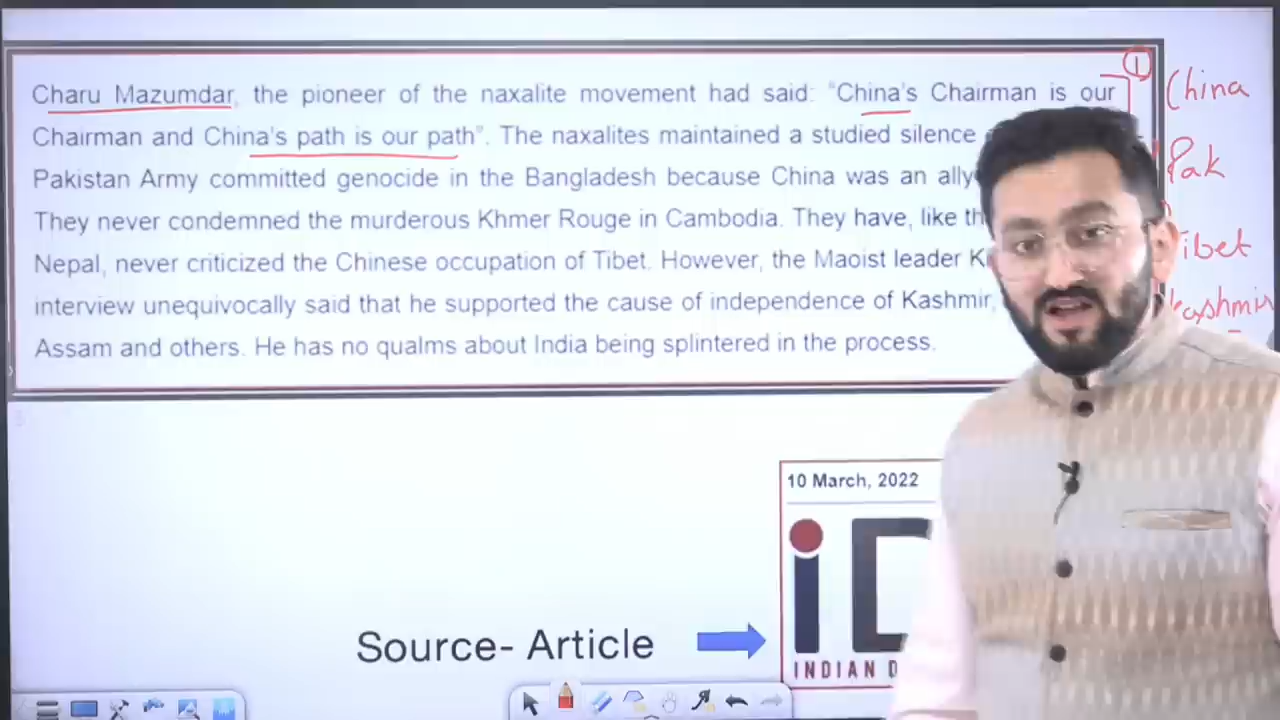 Charu Mazumdar, the pioneer of the naxalite movement had said: "China's Chairman is our
Chairman and China's path is our path". The naxalites maintained a studied silence
Pakistan Army committed genocide in the Bangladesh because China was an ally
They never condemned the murderous Khmer Rouge in Cambodia. They have, like th
Nepal, never criticized the Chinese occupation of Tibet. However, the Maoist leader K
interview unequivocally said that he supported the cause of independence of Kashmir,
Assam and others. He has no qualms about India being splintered in the process.
1
China
Pak
ibet
Kashmir
10 March, 2022
iD
INDIAN D
Source- Article